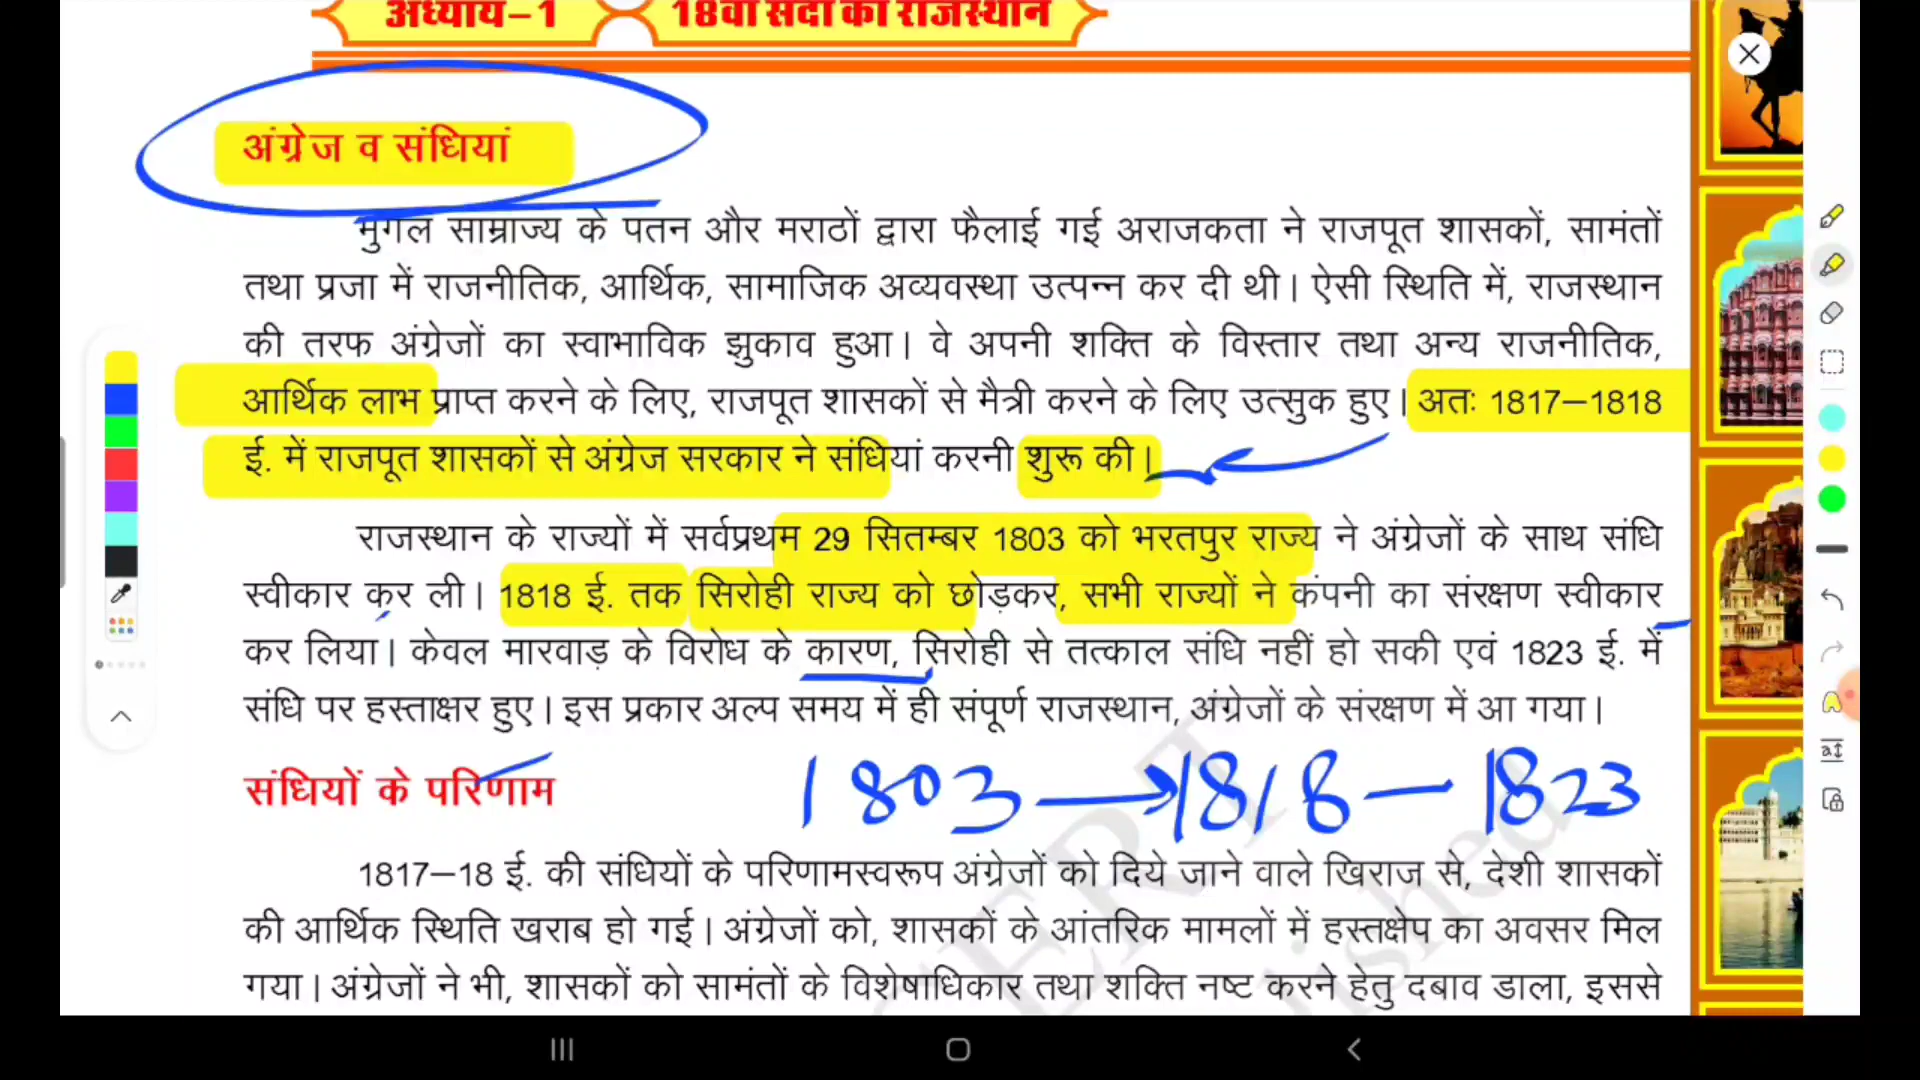 अध्याय–1 18वीं सदी का राजस्थान
अंग्रेज व संधियां
मुगल साम्राज्य के पतन और मराठों द्वारा फैलाई गई अराजकता ने राजपूत शासकों, सामंतों
तथा प्रजा में राजनीतिक, आर्थिक, सामाजिक अव्यवस्था उत्पन्न कर दी थी। ऐसी स्थिति में, राजस्थान
की तरफ अंग्रेजों का स्वाभाविक झुकाव हुआ। वे अपनी शक्ति के विस्तार तथा अन्य राजनीतिक,
आर्थिक लाभ प्राप्त करने के लिए, राजपूत शासकों से मैत्री करने के लिए उत्सुक हुए। अतः 1817–1818
ई. में राजपूत शासकों से अंग्रेज सरकार ने संधियां करनी शुरू की।
राजस्थान के राज्यों में सर्वप्रथम 29 सितम्बर 1803 को भरतपुर राज्य ने अंग्रेजों के साथ संधि
स्वीकार कर ली। 1818 ई. तक सिरोही राज्य को छोड़कर, सभी राज्यों ने कंपनी का संरक्षण स्वीकार
कर लिया। केवल मारवाड़ के विरोध के कारण, सिरोही से तत्काल संधि नहीं हो सकी एवं 1823 ई. में
संधि पर हस्ताक्षर हुए। इस प्रकार अल्प समय में ही संपूर्ण राजस्थान, अंग्रेजों के संरक्षण में आ गया।
संधियों के परिणाम
1803 → 1818 – 1823
1817–18 ई. की संधियों के परिणामस्वरूप अंग्रेजों को दिये जाने वाले खिराज से, देशी शासकों
की आर्थिक स्थिति खराब हो गई। अंग्रेजों को, शासकों के आंतरिक मामलों में हस्तक्षेप का अवसर मिल
गया। अंग्रेजों ने भी, शासकों को सामंतों के विशेषाधिकार तथा शक्ति नष्ट करने हेतु दबाव डाला, इससे